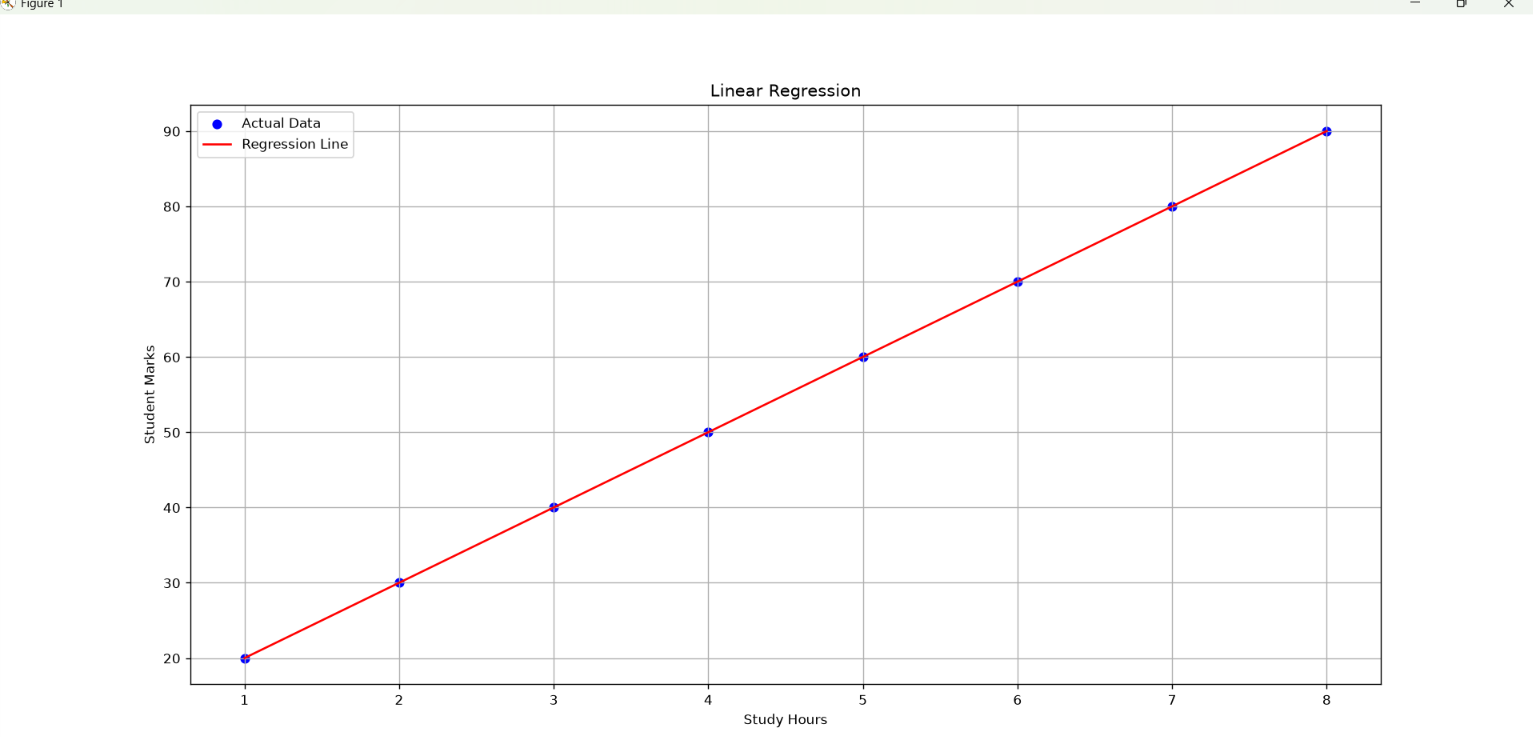 Figure 1
Linear Regression
Actual Data
Regression Line
90
80
70
60
50
40
30
20
Student Marks
1 2 3 4 5 6 7 8
Study Hours